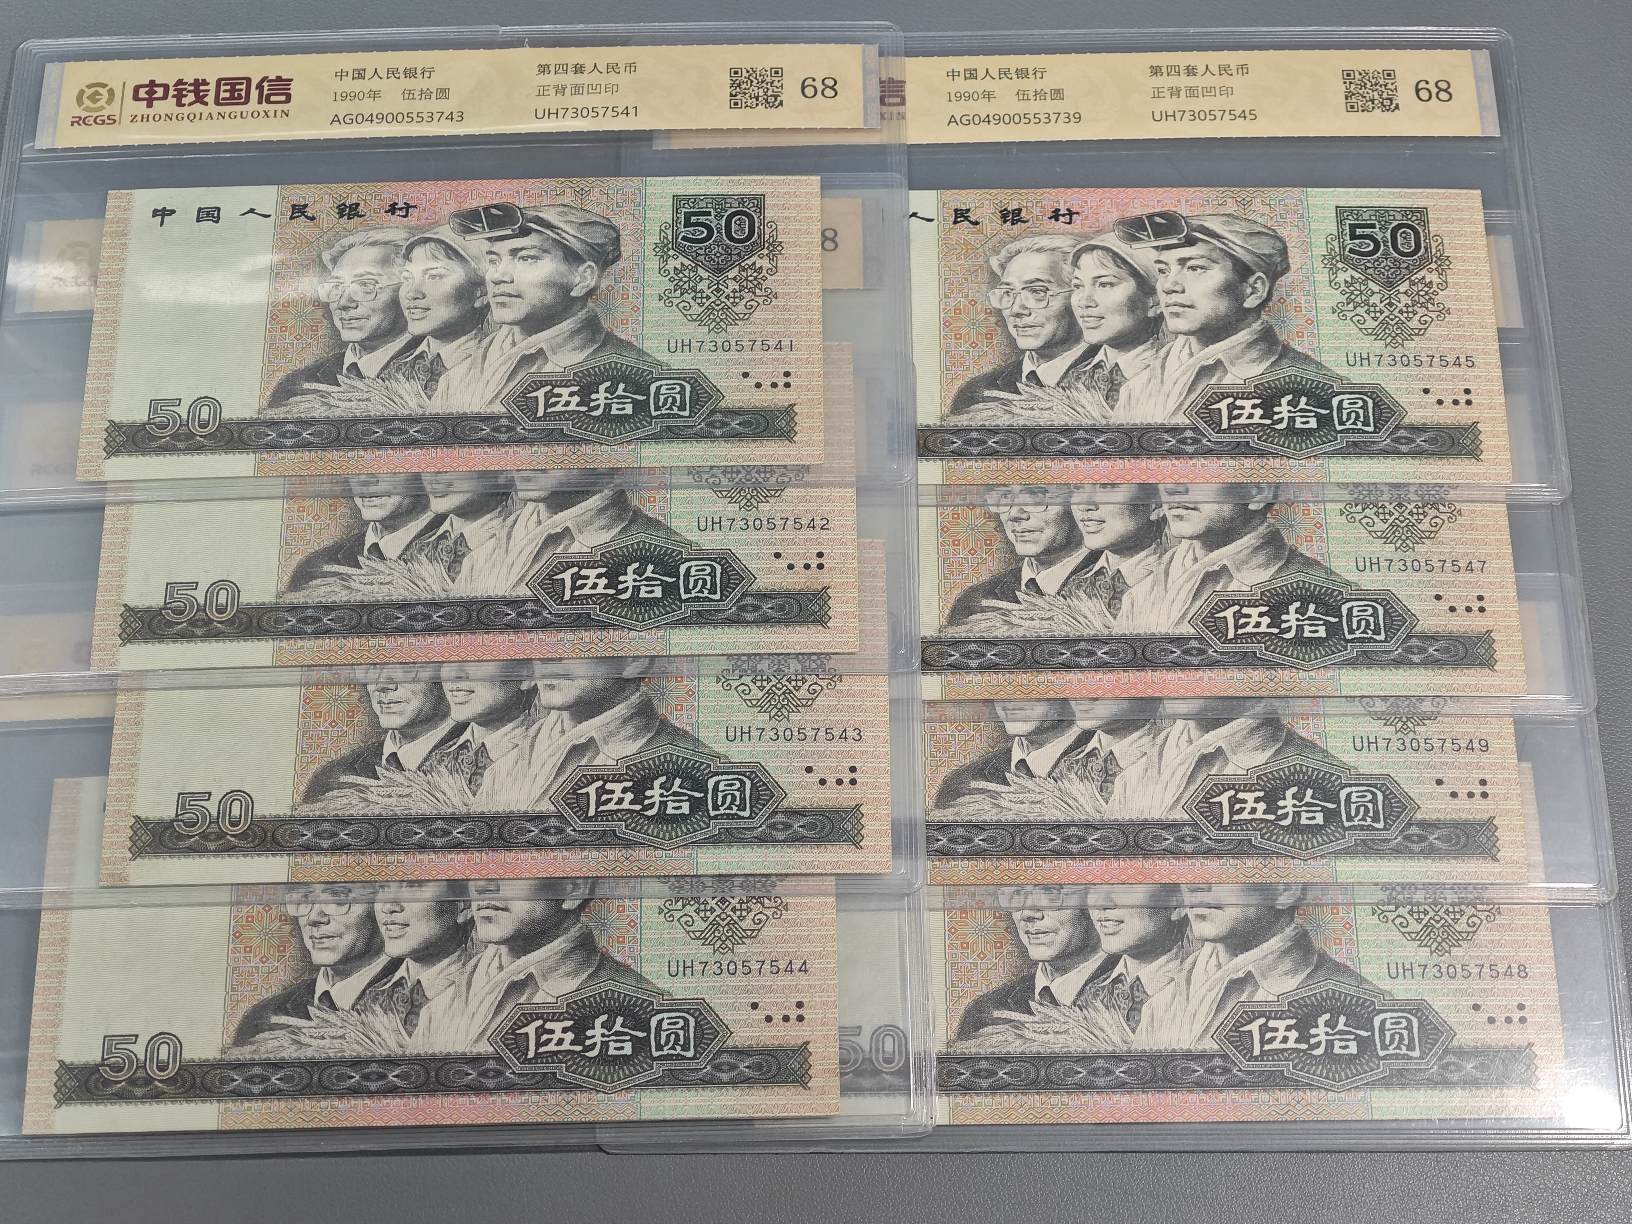 中钱国信
RCGS
ZHONGQIANGUOXIN
中国人民银行
1990年 伍拾圆
AG04900553743
第四套人民币
正背面凹印
UH73057541
68
信
XIN
中国人民银行
1990年 伍拾圆
AG04900553739
第四套人民币
正背面凹印
UH73057545
68
中国人民银行
50
UH73057541
50
伍拾圆
人民银行
50
UH73057545
伍拾圆
8
RCGS
UH73057542
50
伍拾圆
UH73057547
伍拾圆
UH73057543
50
伍拾圆
UH73057549
伍拾圆
UH73057544
50
伍拾圆
UH73057548
50
伍拾圆